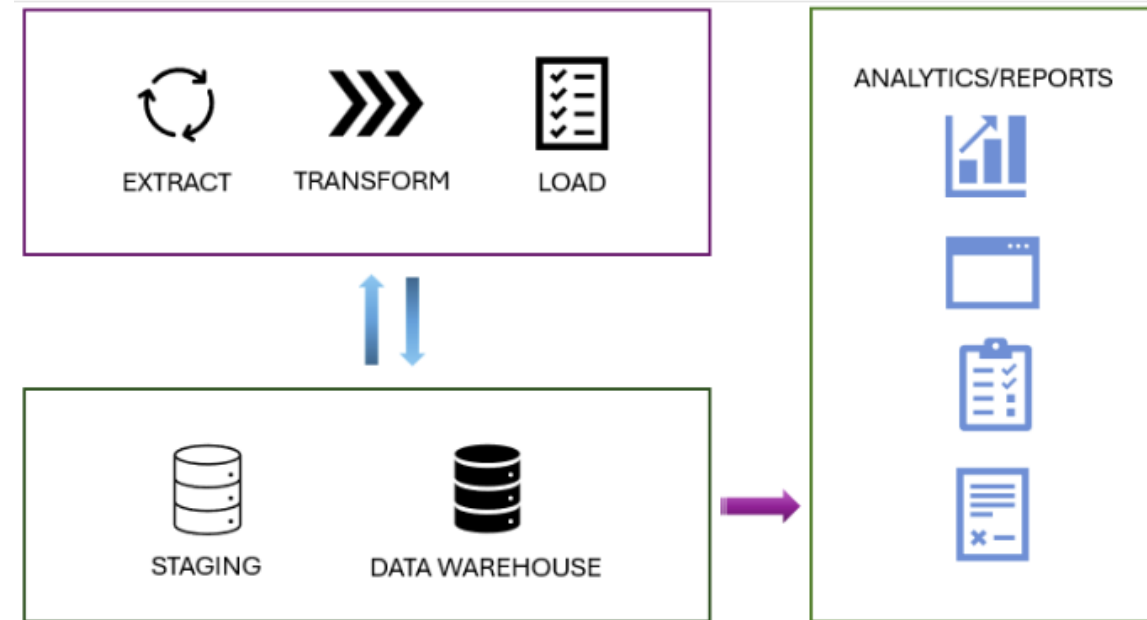 EXTRACT
TRANSFORM
LOAD
ANALYTICS/REPORTS
STAGING
DATA WAREHOUSE